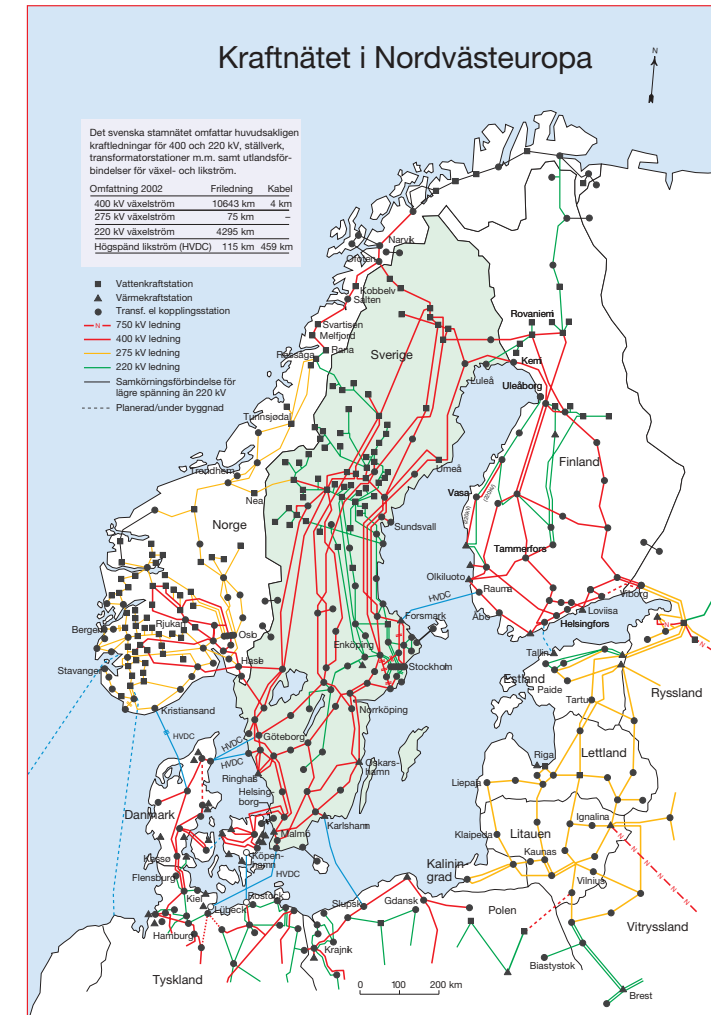 Kraftnätet i Nordvästeuropa
N
Det svenska stamnätet omfattar huvudsakligen
kraftledningar för 400 och 220 kV, ställverk,
transformatorstationer m.m. samt utlandsför-
bindelser för växel- och likström.
Omfattning 2002 Friledning Kabel
400 kV växelström 10643 km 4 km
275 kV växelström 75 km –
220 kV växelström 4295 km
Högspänd likström (HVDC) 115 km 459 km
Vattenkraftstation
Värmekraftstation
Transf. el kopplingsstation
N 750 kV ledning
400 kV ledning
275 kV ledning
220 kV ledning
Samkörningsförbindelse för
lägre spänning än 220 kV
Planerad/under byggnad
Narvik
Ofoten
Kobbelv
Salten
Svartisen
Melfjord
Rana
Røssåga
Sverige
Rovaniemi
Kemi
Luleå
Uleåborg
Tunnsjødal
Finland
Trondheim
Umeå
Nea
Vasa
Norge
Sundsvall
Tammerfors
Olkiluoto
HVDC
Rauma
Viborg
Forsmark
Loviisa
Rjukan
Åbo
Helsingfors
Bergen
Oslo
Enköping
N
Tallin
Stavanger
Hasle
Stockholm
Estland
Paide
Ryssland
Kristiansand
Norrköping
Tartu
HVDC
Göteborg
HVDC
HVDC
Lettland
Riga
Oskars-
hamn
Ringhals
Liepaja
Helsing-
borg
Danmark
Karlshamn
Ignalina
Malmö
Klaipeda
Litauen
Kaunas
Kassø
Köpen-
hamn
Kalinin
grad
Flensburg
HVDC
Vilnius
N
N
N
N
N
Kiel
Rostock
Slupsk
Gdansk
Lübeck
Polen
Vitryssland
Hamburg
Krajnik
Biastystok
Tyskland
0 100 200 km
Brest